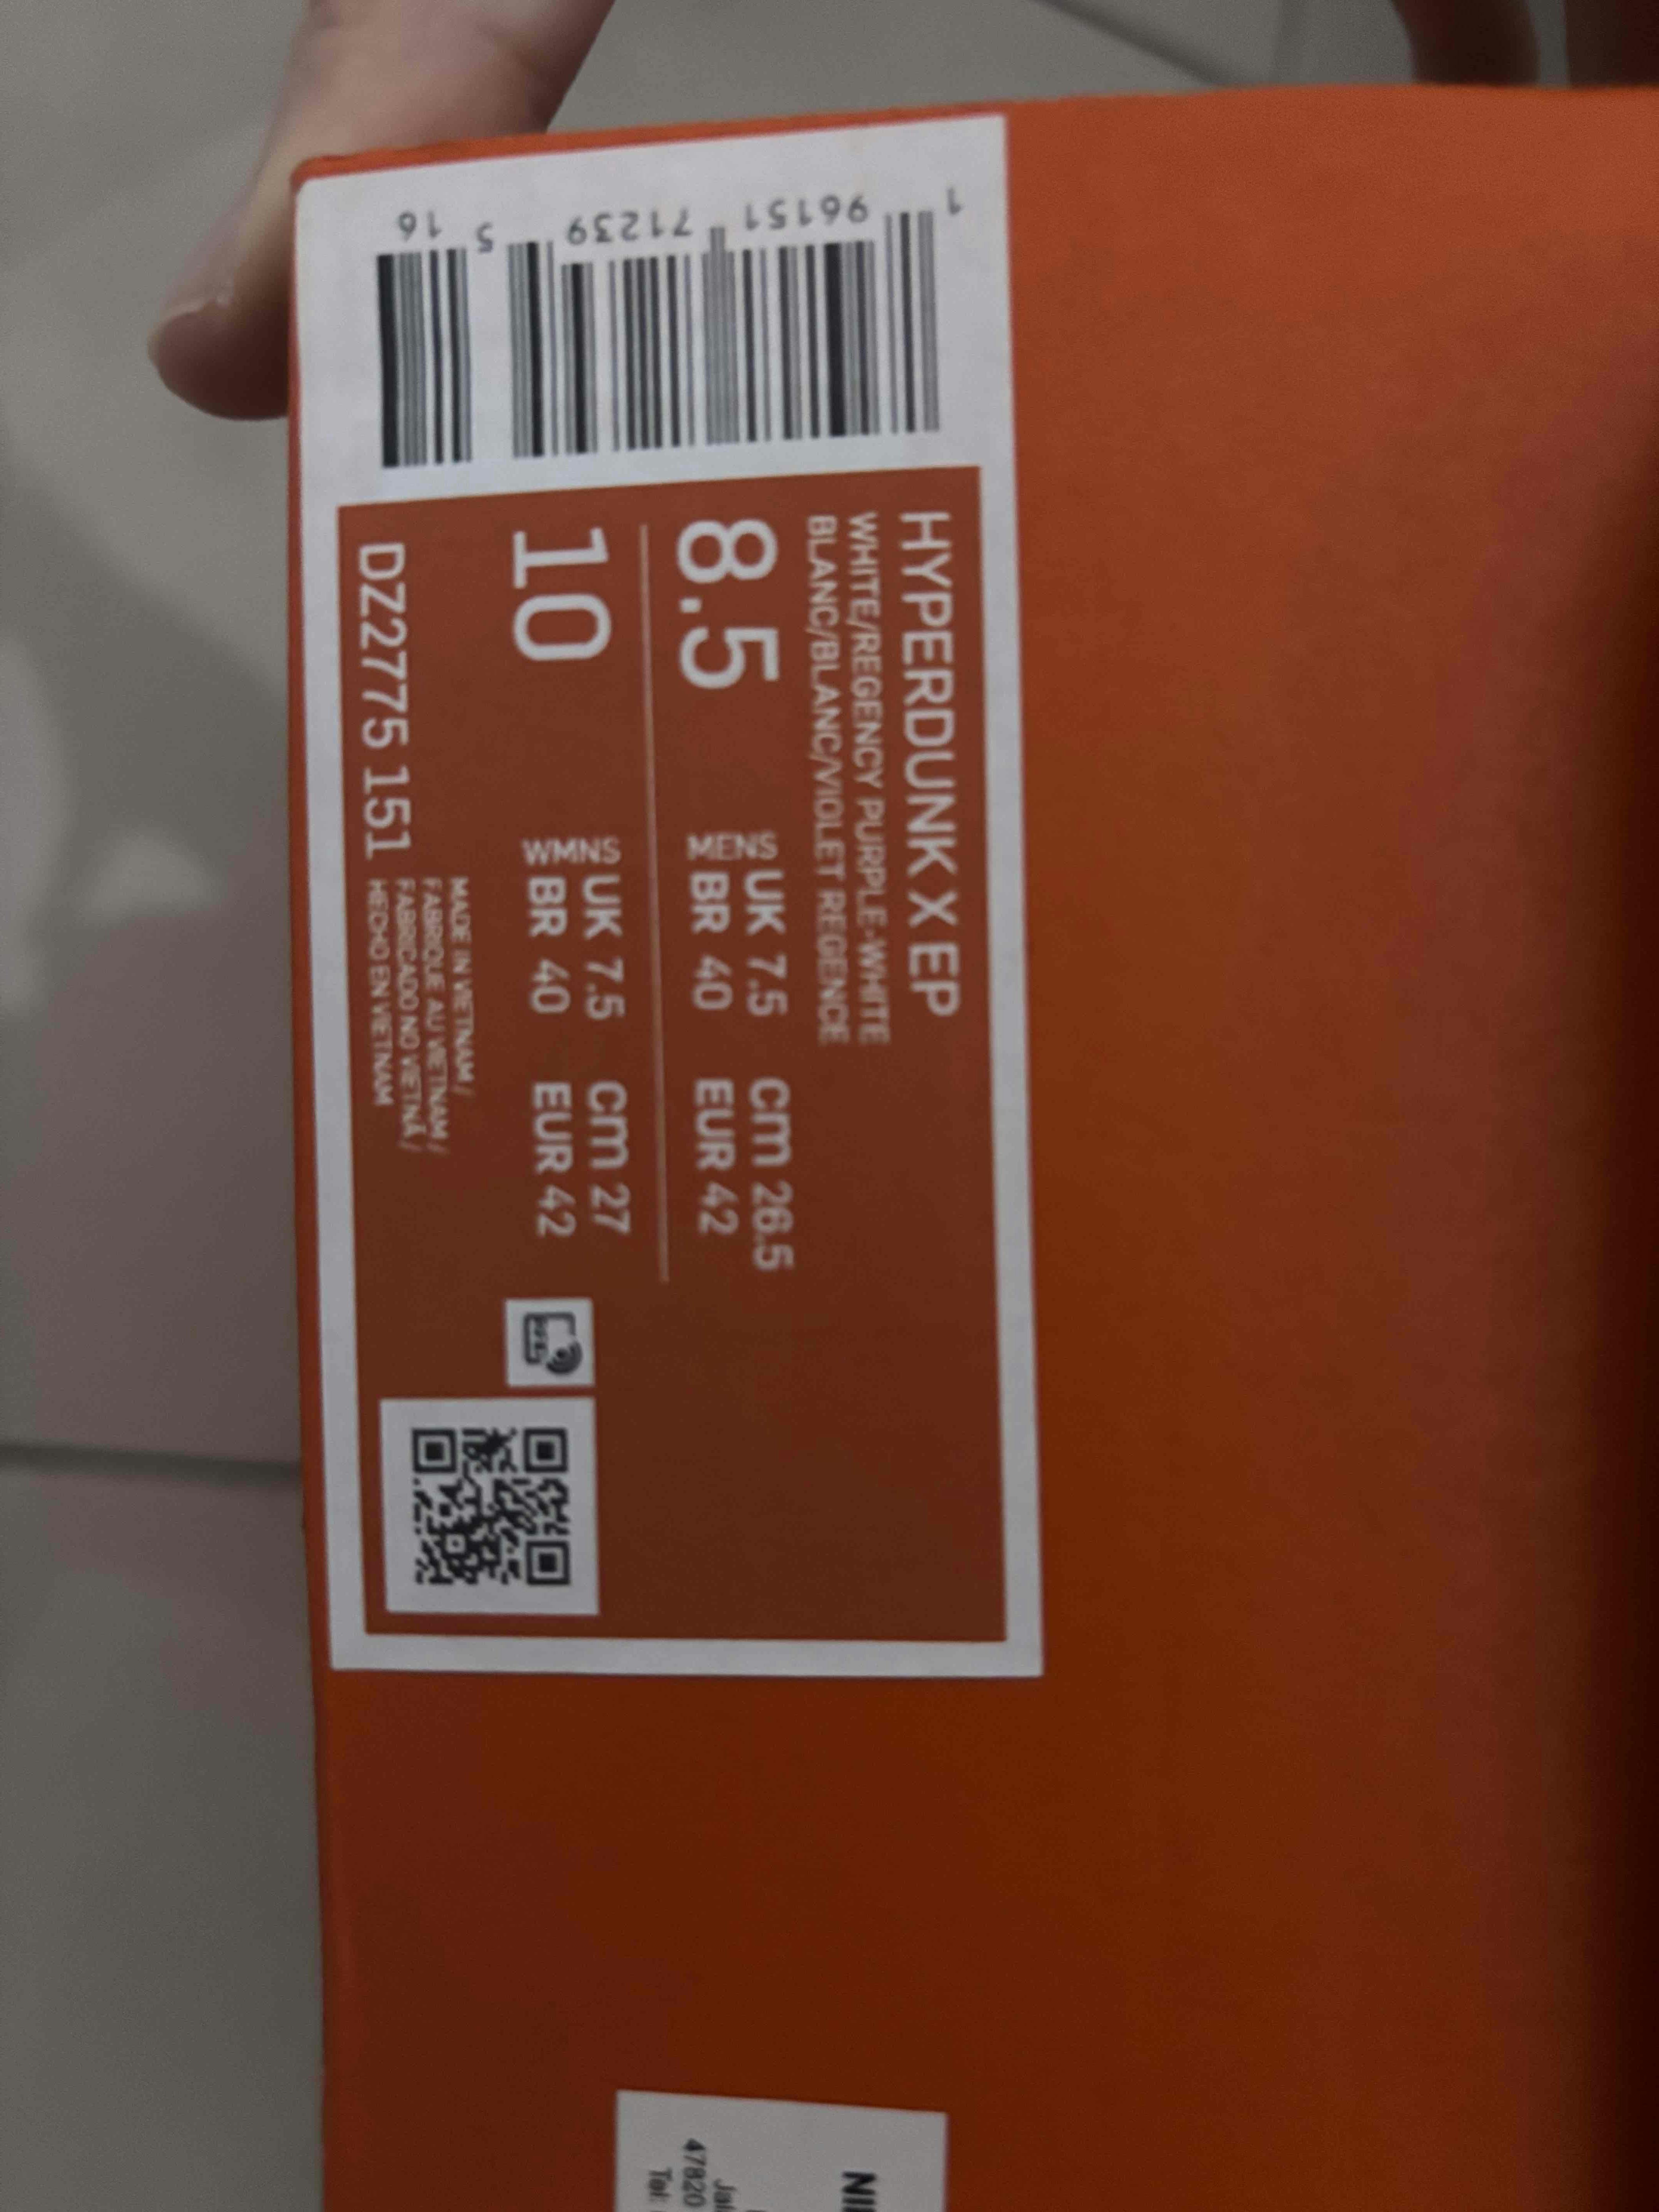 HYPERDUNK X EP
WHITE/REGENCY PURPLE-WHITE
BLANC/BLANC/VIOLET REGENCE
8.5
MENS
UK 7.5 cm 26.5
BR 40 EUR 42
10
WMNS
UK 7.5 cm 27
BR 40 EUR 42
DZ2775 151
MADE IN VIETNAM /
FABRIQUE AU VIETNAM /
FABRICADO NO VIETNÃ /
HECHO EN VIETNAM
1 96151 71239 5 16
47820
Tel: